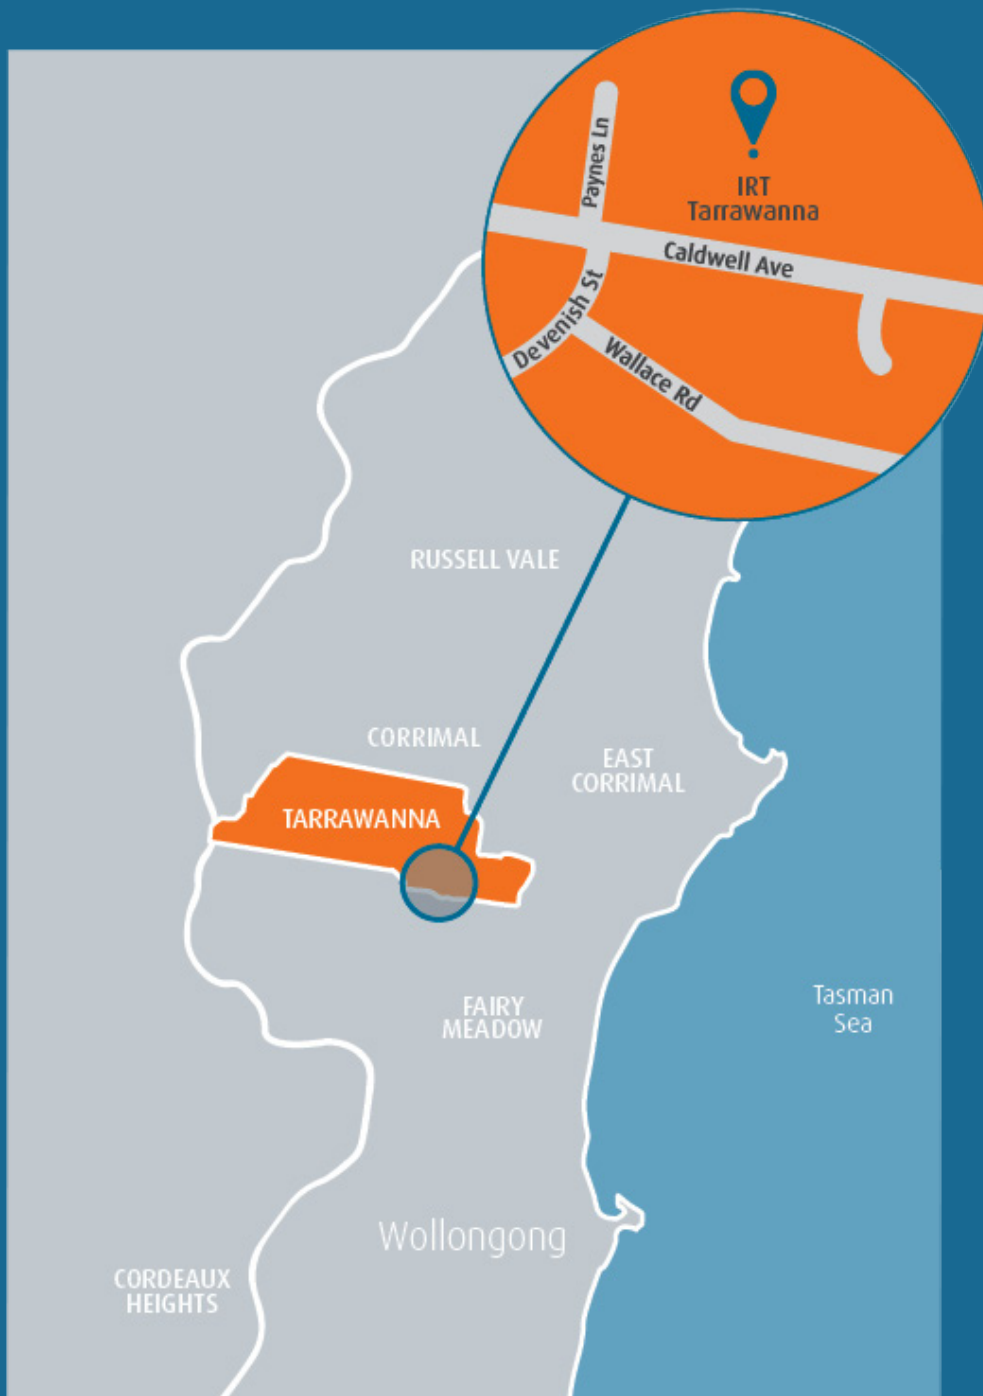 Paynes Ln
IRT
Tarrawanna
Caldwell Ave
Devenish St
Wallace Rd
RUSSELL VALE
CORRIMAL
EAST
CORRIMAL
TARRAWANNA
FAIRY
MEADOW
Tasman
Sea
Wollongong
CORDEAUX
HEIGHTS